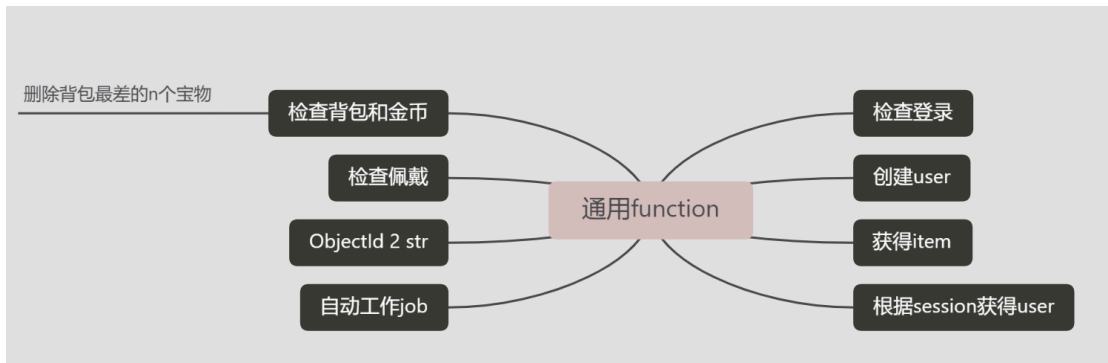 删除背包最差的n个宝物
检查背包和金币
检查佩戴
ObjectId 2 str
自动工作job
通用function
检查登录
创建user
获得item
根据session获得user